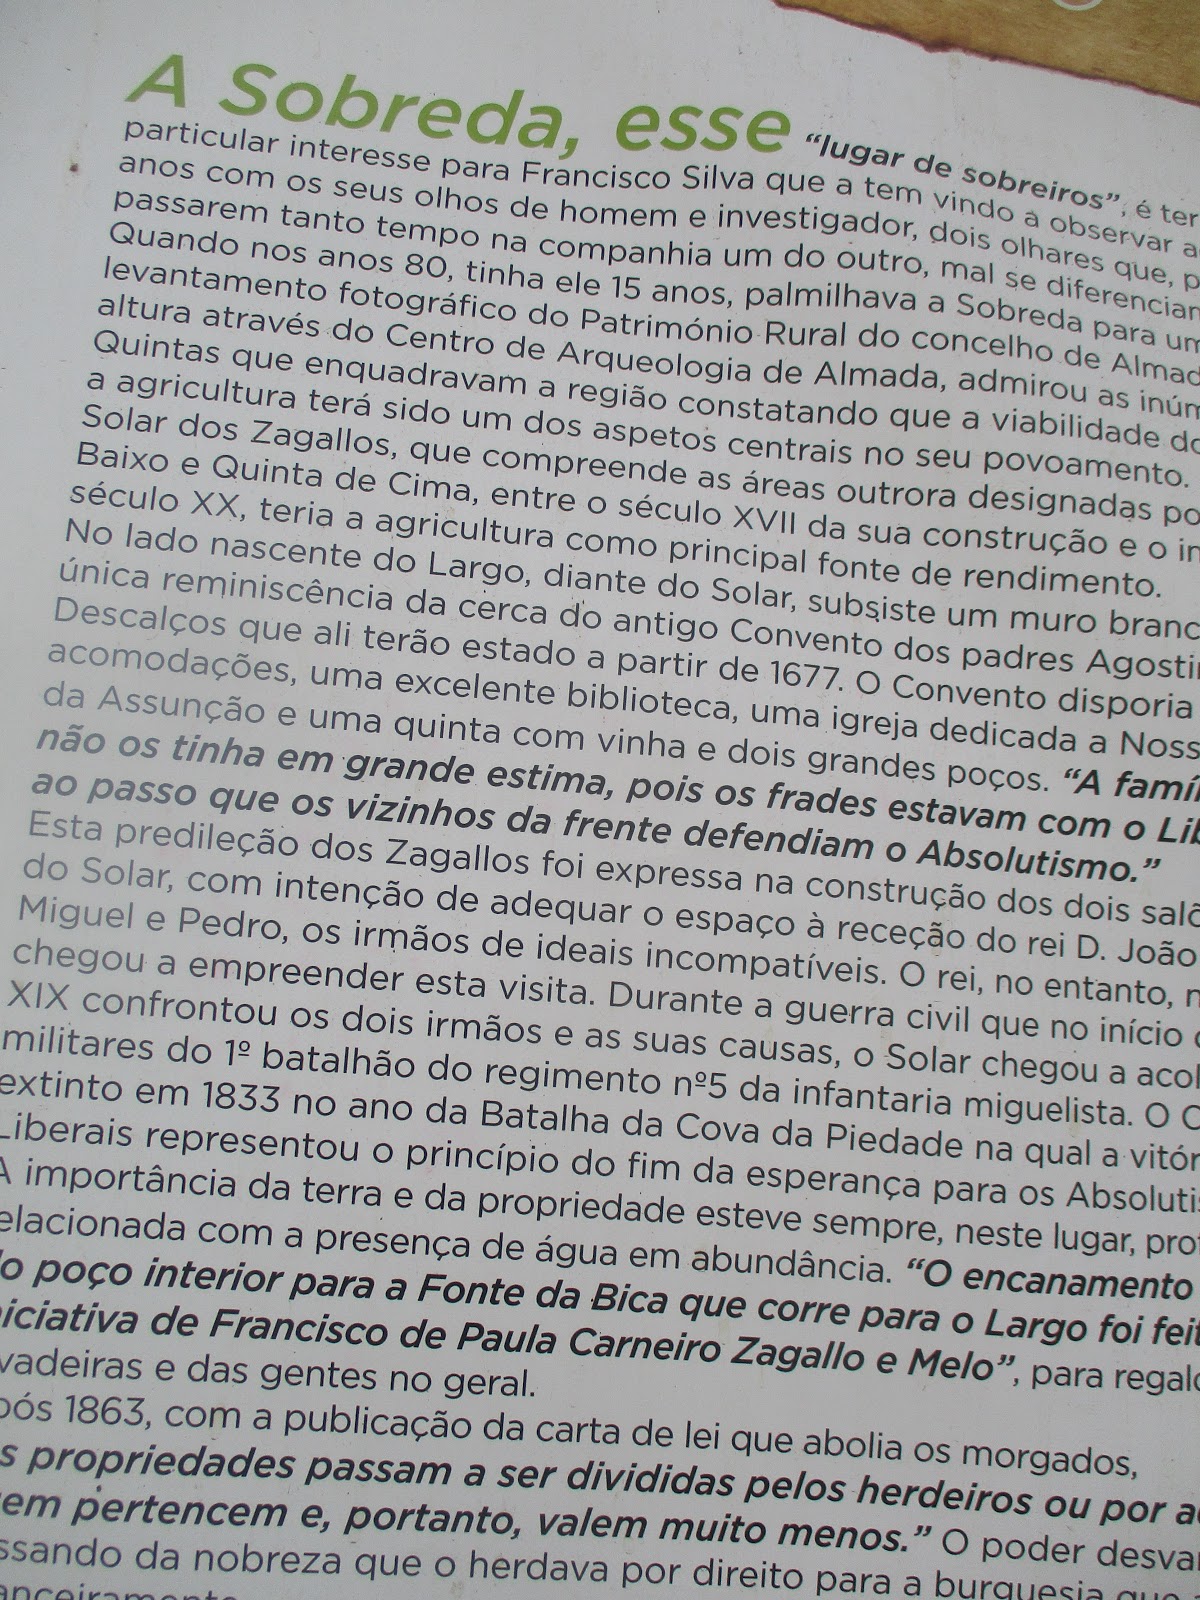 A Sobreda, esse "lugar de sobreiros", é ter
particular interesse para Francisco Silva que a tem vindo a observar
anos com os seus olhos de homem e investigador, dois olhares que,
passarem tanto tempo na companhia um do outro, mal se diferenciam
Quando nos anos 80, tinha ele 15 anos, palmilhava a Sobreda para um
levantamento fotográfico do Património Rural do concelho de Almad
altura através do Centro de Arqueologia de Almada, admirou as inúm
Quintas que enquadravam a região constatando que a viabilidade do
a agricultura terá sido um dos aspetos centrais no seu povoamento.
Solar dos Zagallos, que compreende as áreas outrora designadas po
Baixo e Quinta de Cima, entre o século XVII da sua construção e o in
século XX, teria a agricultura como principal fonte de rendimento.
No lado nascente do Largo, diante do Solar, subsiste um muro branc
única reminiscência da cerca do antigo Convento dos padres Agosti
Descalços que ali terão estado a partir de 1677. O Convento disporia
acomodações, uma excelente biblioteca, uma igreja dedicada a Noss
da Assunção e uma quinta com vinha e dois grandes poços. "A famí
não os tinha em grande estima, pois os frades estavam com o Lib
ao passo que os vizinhos da frente defendiam o Absolutismo."
Esta predileção dos Zagallos foi expressa na construção dos dois salõ
do Solar, com intenção de adequar o espaço à receção do rei D. João
Miguel e Pedro, os irmãos de ideais incompatíveis. O rei, no entanto, n
chegou a empreender esta visita. Durante a guerra civil que no início
XIX confrontou os dois irmãos e as suas causas, o Solar chegou a acol
militares do 1º batalhão do regimento nº5 da infantaria miguelista. O C
extinto em 1833 no ano da Batalha da Cova da Piedade na qual a vitór
Liberais representou o princípio do fim da esperança para os Absoluti
A importância da terra e da propriedade esteve sempre, neste lugar, prof
elacionada com a presença de água em abundância. "O encanamento
do poço interior para a Fonte da Bica que corre para o Largo foi feit
niciativa de Francisco de Paula Carneiro Zagallo e Melo", para regalo
vadeiras e das gentes no geral.
pós 1863, com a publicação da carta de lei que abolia os morgados,
s propriedades passam a ser divididas pelos herdeiros ou por a
em pertencem e, portanto, valem muito menos." O poder desva
ssando da nobreza que o herdava por direito para a burguesia que
anceiramente